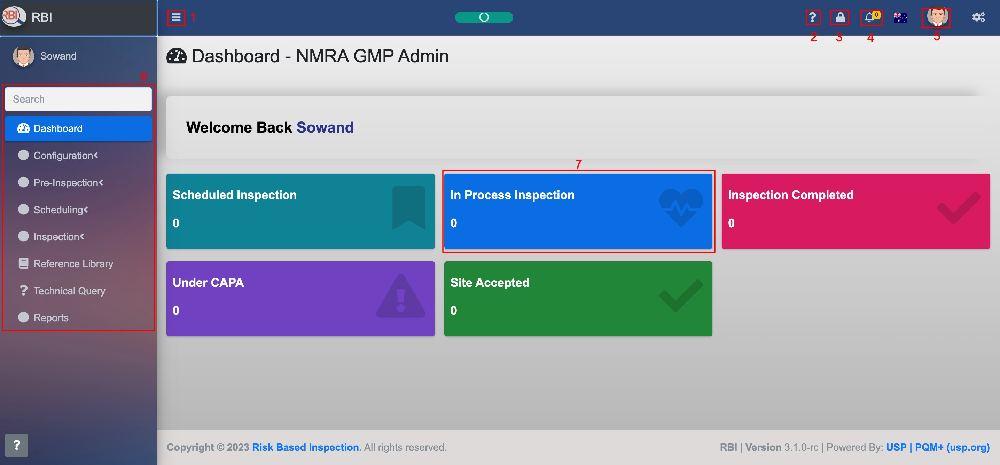 RBI RBI
1
0
2
3
4
5
Sowand
Dashboard - NMRA GMP Admin
6
Search
Dashboard
Configuration
Pre-Inspection
Scheduling
Inspection
Reference Library
? Technical Query
Reports
?
Welcome Back Sowand
7
Scheduled Inspection
0
In Process Inspection
0
Inspection Completed
0
Under CAPA
0
Site Accepted
0
Copyright © 2023 Risk Based Inspection. All rights reserved.
RBI | Version 3.1.0-rc | Powered By: USP | PQM+ (usp.org)